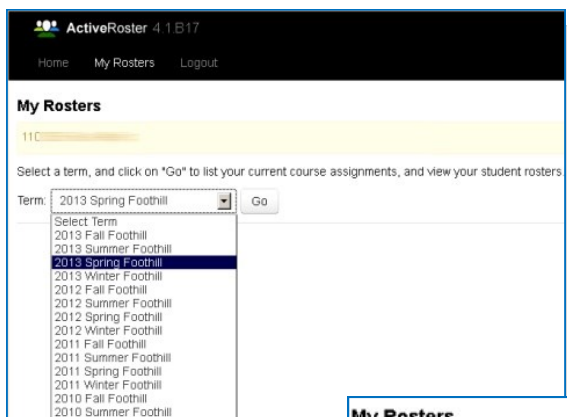 ActiveRoster 4.1.B17
Home My Rosters Logout
My Rosters
Select a term, and click on "Go" to list your current course assignments, and view your student rosters
Term: 2013 Spring Foothill Go
Select Term
2013 Fall Foothill
2013 Summer Foothill
2013 Spring Foothill
2013 Winter Foothill
2012 Fall Foothill
2012 Summer Foothill
2012 Spring Foothill
2012 Winter Foothill
2011 Fall Foothill
2011 Summer Foothill
2011 Spring Foothill
2011 Winter Foothill
2010 Fall Foothill
2010 Summer Foothill
My Rosters